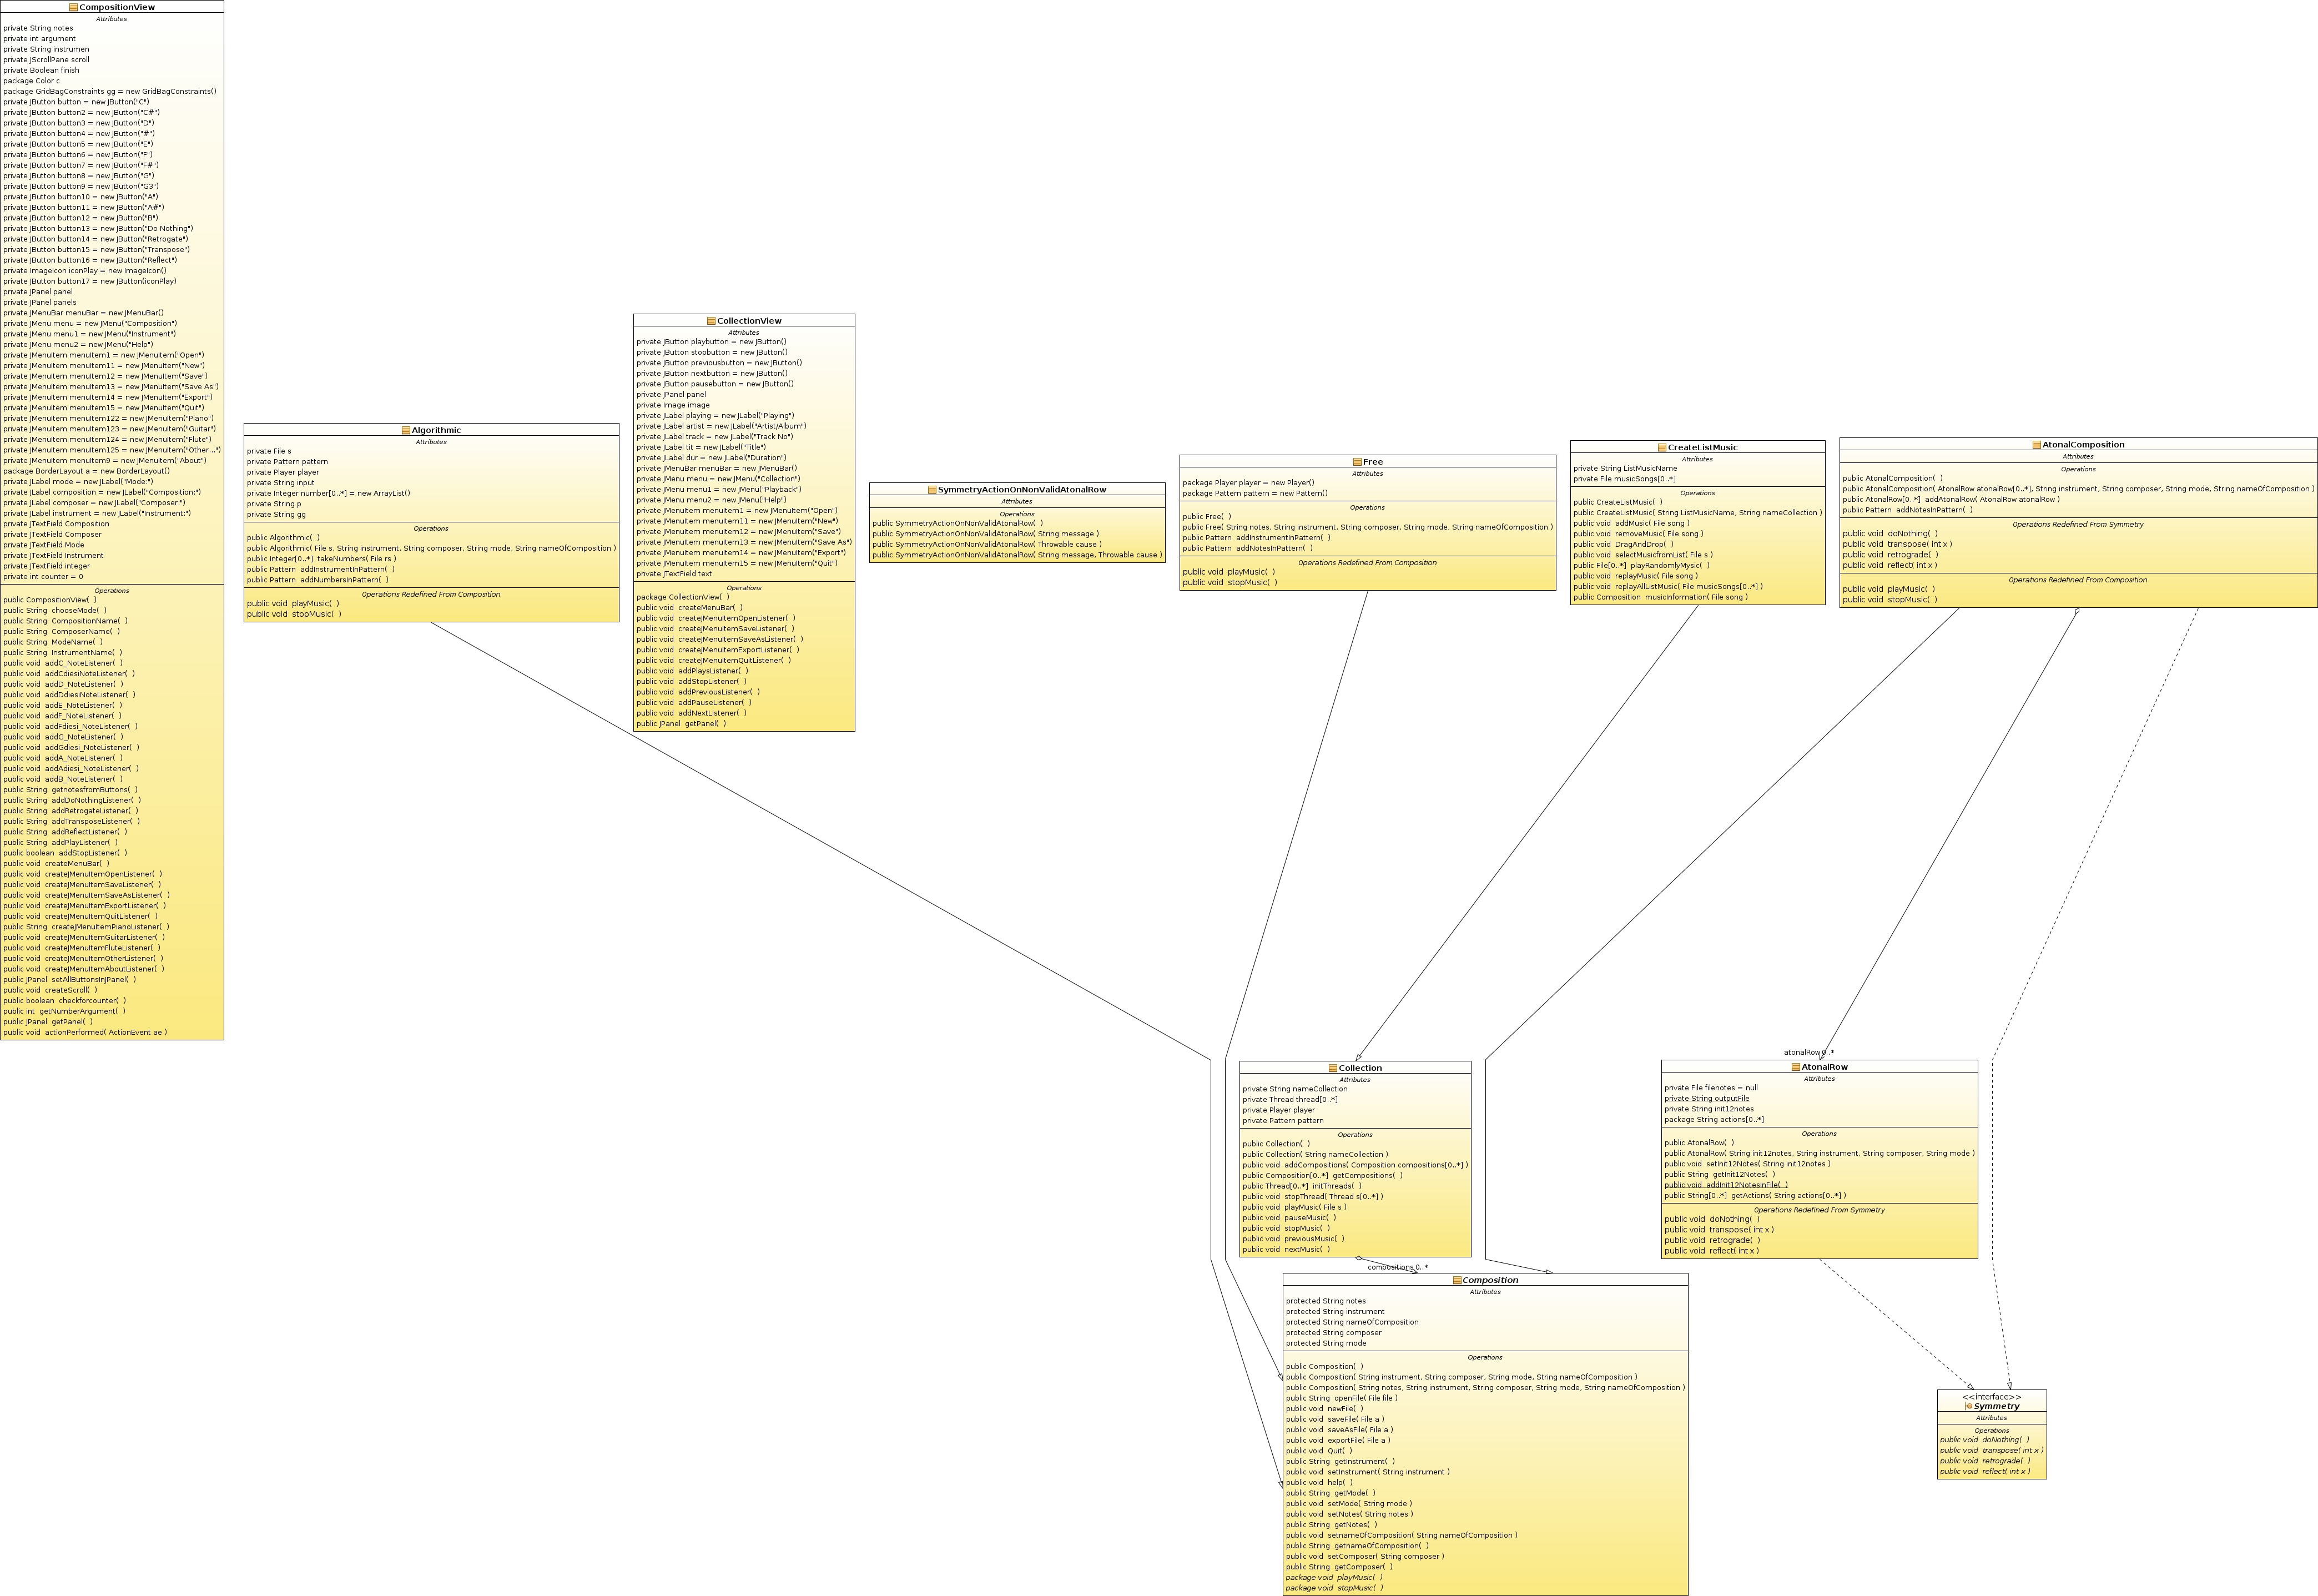 CompositionView
Attributes
private String notes
private int argument
private String instrumen
private JScrollPane scroll
private Boolean finish
package Color c
package GridBagConstraints gg = new GridBagConstraints()
private JButton button = new JButton("C")
private JButton button2 = new JButton("C#")
private JButton button3 = new JButton("D")
private JButton button4 = new JButton("#")
private JButton button5 = new JButton("E")
private JButton button6 = new JButton("F")
private JButton button7 = new JButton("F#")
private JButton button8 = new JButton("G")
private JButton button9 = new JButton("G3")
private JButton button10 = new JButton("A")
private JButton button11 = new JButton("A#")
private JButton button12 = new JButton("B")
private JButton button13 = new JButton("Do Nothing")
private JButton button14 = new JButton("Retrogate")
private JButton button15 = new JButton("Transpose")
private JButton button16 = new JButton("Reflect")
private ImageIcon iconPlay = new ImageIcon()
private JButton button17 = new JButton(iconPlay)
private JPanel panel
private JPanel panels
private JMenuBar menuBar = new JMenuBar()
private JMenu menu = new JMenu("Composition")
private JMenu menu1 = new JMenu("Instrument")
private JMenu menu2 = new JMenu("Help")
private JMenuItem menuItem1 = new JMenuItem("Open")
private JMenuItem menuItem11 = new JMenuItem("New")
private JMenuItem menuItem12 = new JMenuItem("Save")
private JMenuItem menuItem13 = new JMenuItem("Save As")
private JMenuItem menuItem14 = new JMenuItem("Export")
private JMenuItem menuItem15 = new JMenuItem("Quit")
private JMenuItem menuItem122 = new JMenuItem("Piano")
private JMenuItem menuItem123 = new JMenuItem("Guitar")
private JMenuItem menuItem124 = new JMenuItem("Flute")
private JMenuItem menuItem125 = new JMenuItem("Other...")
private JMenuItem menuItem9 = new JMenuItem("About")
package BorderLayout a = new BorderLayout()
private JLabel mode = new JLabel("Mode:")
private JLabel composition = new JLabel("Composition:")
private JLabel composer = new JLabel("Composer:")
private JLabel instrument = new JLabel("Instrument:")
private JTextField Composition
private JTextField Composer
private JTextField Mode
private JTextField Instrument
private JTextField integer
private int counter = 0
Operations
public CompositionView( )
public String chooseMode( )
public String CompositionName( )
public String ComposerName( )
public String ModeName( )
public String InstrumentName( )
public void addC_NoteListener( )
public void addCdiesiNoteListener( )
public void addD_NoteListener( )
public void addDdiesiNoteListener( )
public void addE_NoteListener( )
public void addF_NoteListener( )
public void addFdiesi_NoteListener( )
public void addG_NoteListener( )
public void addGdiesi_NoteListener( )
public void addA_NoteListener( )
public void addAdiesi_NoteListener( )
public void addB_NoteListener( )
public String getnotesfromButtons( )
public String addDoNothingListener( )
public String addRetrogateListener( )
public String addTransposeListener( )
public String addReflectListener( )
public String addPlayListener( )
public boolean addStopListener( )
public void createMenuBar( )
public void createJMenuItemOpenListener( )
public void createJMenuItemSaveListener( )
public void createJMenuItemSaveAsListener( )
public void createJMenuItemExportListener( )
public void createJMenuItemQuitListener( )
public String createJMenuItemPianoListener( )
public void createJMenuItemGuitarListener( )
public void createJMenuItemFluteListener( )
public void createJMenuItemOtherListener( )
public void createJMenuItemAboutListener( )
public JPanel setAllButtonsInJPanel( )
public void createScroll( )
public boolean checkforcounter( )
public int getNumberArgument( )
public JPanel getPanel( )
public void actionPerformed( ActionEvent ae )
Algorithmic
Attributes
private File s
private Pattern pattern
private Player player
private String input
private Integer number[0..*] = new ArrayList()
private String p
private String gg
Operations
public Algorithmic( )
public Algorithmic( File s, String instrument, String composer, String mode, String nameOfComposition )
public Integer[0..*] takeNumbers( File rs )
public Pattern addInstrumentInPattern( )
public Pattern addNumbersInPattern( )
Operations Redefined From Composition
public void playMusic( )
public void stopMusic( )
CollectionView
Attributes
private JButton playbutton = new JButton()
private JButton stopbutton = new JButton()
private JButton previousbutton = new JButton()
private JButton nextbutton = new JButton()
private JButton pausebutton = new JButton()
private JPanel panel
private Image image
private JLabel playing = new JLabel("Playing")
private JLabel artist = new JLabel("Artist/Album")
private JLabel track = new JLabel("Track No")
private JLabel tit = new JLabel("Title")
private JLabel dur = new JLabel("Duration")
private JMenuBar menuBar = new JMenuBar()
private JMenu menu = new JMenu("Collection")
private JMenu menu1 = new JMenu("Playback")
private JMenu menu2 = new JMenu("Help")
private JMenuItem menuItem1 = new JMenuItem("Open")
private JMenuItem menuItem11 = new JMenuItem("New")
private JMenuItem menuItem12 = new JMenuItem("Save")
private JMenuItem menuItem13 = new JMenuItem("Save As")
private JMenuItem menuItem14 = new JMenuItem("Export")
private JMenuItem menuItem15 = new JMenuItem("Quit")
private JTextField text
Operations
package CollectionView( )
public void createMenuBar( )
public void createJMenuItemOpenListener( )
public void createJMenuItemSaveListener( )
public void createJMenuItemSaveAsListener( )
public void createJMenuItemExportListener( )
public void createJMenuItemQuitListener( )
public void addPlaysListener( )
public void addStopListener( )
public void addPreviousListener( )
public void addPauseListener( )
public void addNextListener( )
public JPanel getPanel( )
SymmetryActionOnNonValidAtonalRow
Attributes
Operations
public SymmetryActionOnNonValidAtonalRow( )
public SymmetryActionOnNonValidAtonalRow( String message )
public SymmetryActionOnNonValidAtonalRow( Throwable cause )
public SymmetryActionOnNonValidAtonalRow( String message, Throwable cause )
Free
Attributes
package Player player = new Player()
package Pattern pattern = new Pattern()
Operations
public Free( )
public Free( String notes, String instrument, String composer, String mode, String nameOfComposition )
public Pattern addInstrumentInPattern( )
public Pattern addNotesInPattern( )
Operations Redefined From Composition
public void playMusic( )
public void stopMusic( )
CreateListMusic
Attributes
private String ListMusicName
private File musicSongs[0..*]
Operations
public CreateListMusic( )
public CreateListMusic( String ListMusicName, String nameCollection )
public void addMusic( File song )
public void removeMusic( File song )
public void DragAndDrop( )
public void selectMusicfromList( File s )
public File[0..*] playRandomlyMysic( )
public void replayMusic( File song )
public void replayAllListMusic( File musicSongs[0..*] )
public Composition musicInformation( File song )
AtonalComposition
Attributes
Operations
public AtonalComposition( )
public AtonalComposition( AtonalRow atonalRow[0..*], String instrument, String composer, String mode, String nameOfComposition )
public AtonalRow[0..*] addAtonalRow( AtonalRow atonalRow )
public Pattern addNotesInPattern( )
Operations Redefined From Symmetry
public void doNothing( )
public void transpose( int x )
public void retrograde( )
public void reflect( int x )
Operations Redefined From Composition
public void playMusic( )
public void stopMusic( )
Collection
Attributes
private String nameCollection
private Thread thread[0..*]
private Player player
private Pattern pattern
Operations
public Collection( )
public Collection( String nameCollection )
public void addCompositions( Composition compositions[0..*] )
public Composition[0..*] getCompositions( )
public Thread[0..*] initThreads( )
public void stopThread( Thread s[0..*] )
public void playMusic( File s )
public void pauseMusic( )
public void stopMusic( )
public void previousMusic( )
public void nextMusic( )
compositions 0..*
atonalRow 0..*
AtonalRow
Attributes
private File filenotes = null
private String outputFile
private String init12notes
package String actions[0..*]
Operations
public AtonalRow( )
public AtonalRow( String init12notes, String instrument, String composer, String mode )
public void setInit12Notes( String init12notes )
public String getInit12Notes( )
public void addInit12NotesInFile( )
public String[0..*] getActions( String actions[0..*] )
Operations Redefined From Symmetry
public void doNothing( )
public void transpose( int x )
public void retrograde( )
public void reflect( int x )
Composition
Attributes
protected String notes
protected String instrument
protected String nameOfComposition
protected String composer
protected String mode
Operations
public Composition( )
public Composition( String instrument, String composer, String mode, String nameOfComposition )
public Composition( String notes, String instrument, String composer, String mode, String nameOfComposition )
public String openFile( File file )
public void newFile( )
public void saveFile( File a )
public void saveAsFile( File a )
public void exportFile( File a )
public void Quit( )
public String getInstrument( )
public void setInstrument( String instrument )
public void help( )
public String getMode( )
public void setMode( String mode )
public void setNotes( String notes )
public String getNotes( )
public void setnameOfComposition( String nameOfComposition )
public String getnameOfComposition( )
public void setComposer( String composer )
public String getComposer( )
package void playMusic( )
package void stopMusic( )
<<interface>>
Symmetry
Attributes
Operations
public void doNothing( )
public void transpose( int x )
public void retrograde( )
public void reflect( int x )